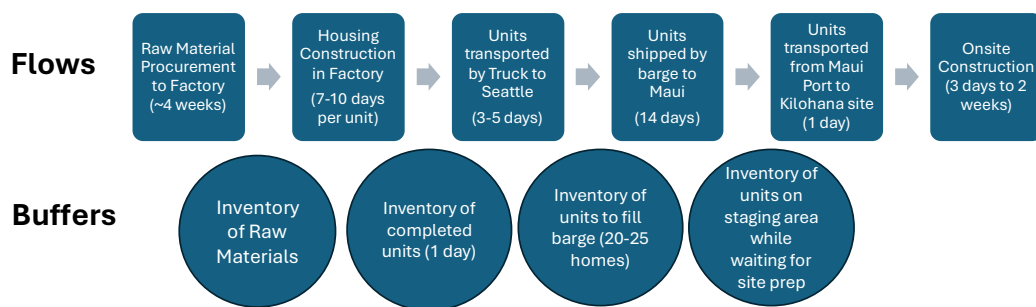 Flows
Raw Material
Procurement
to Factory
(~4 weeks)
Housing
Construction
in Factory
(7-10 days
per unit)
Units
transported
by Truck to
Seattle
(3-5 days)
Units
shipped by
barge to
Maui
(14 days)
Units
transported
from Maui
Port to
Kilohana site
(1 day)
Onsite
Construction
(3 days to 2
weeks)
Buffers
Inventory
of Raw
Materials
Inventory of
completed
units (1 day)
Inventory of
units to fill
barge (20-25
homes)
Inventory of
units on
staging area
while
waiting for
site prep